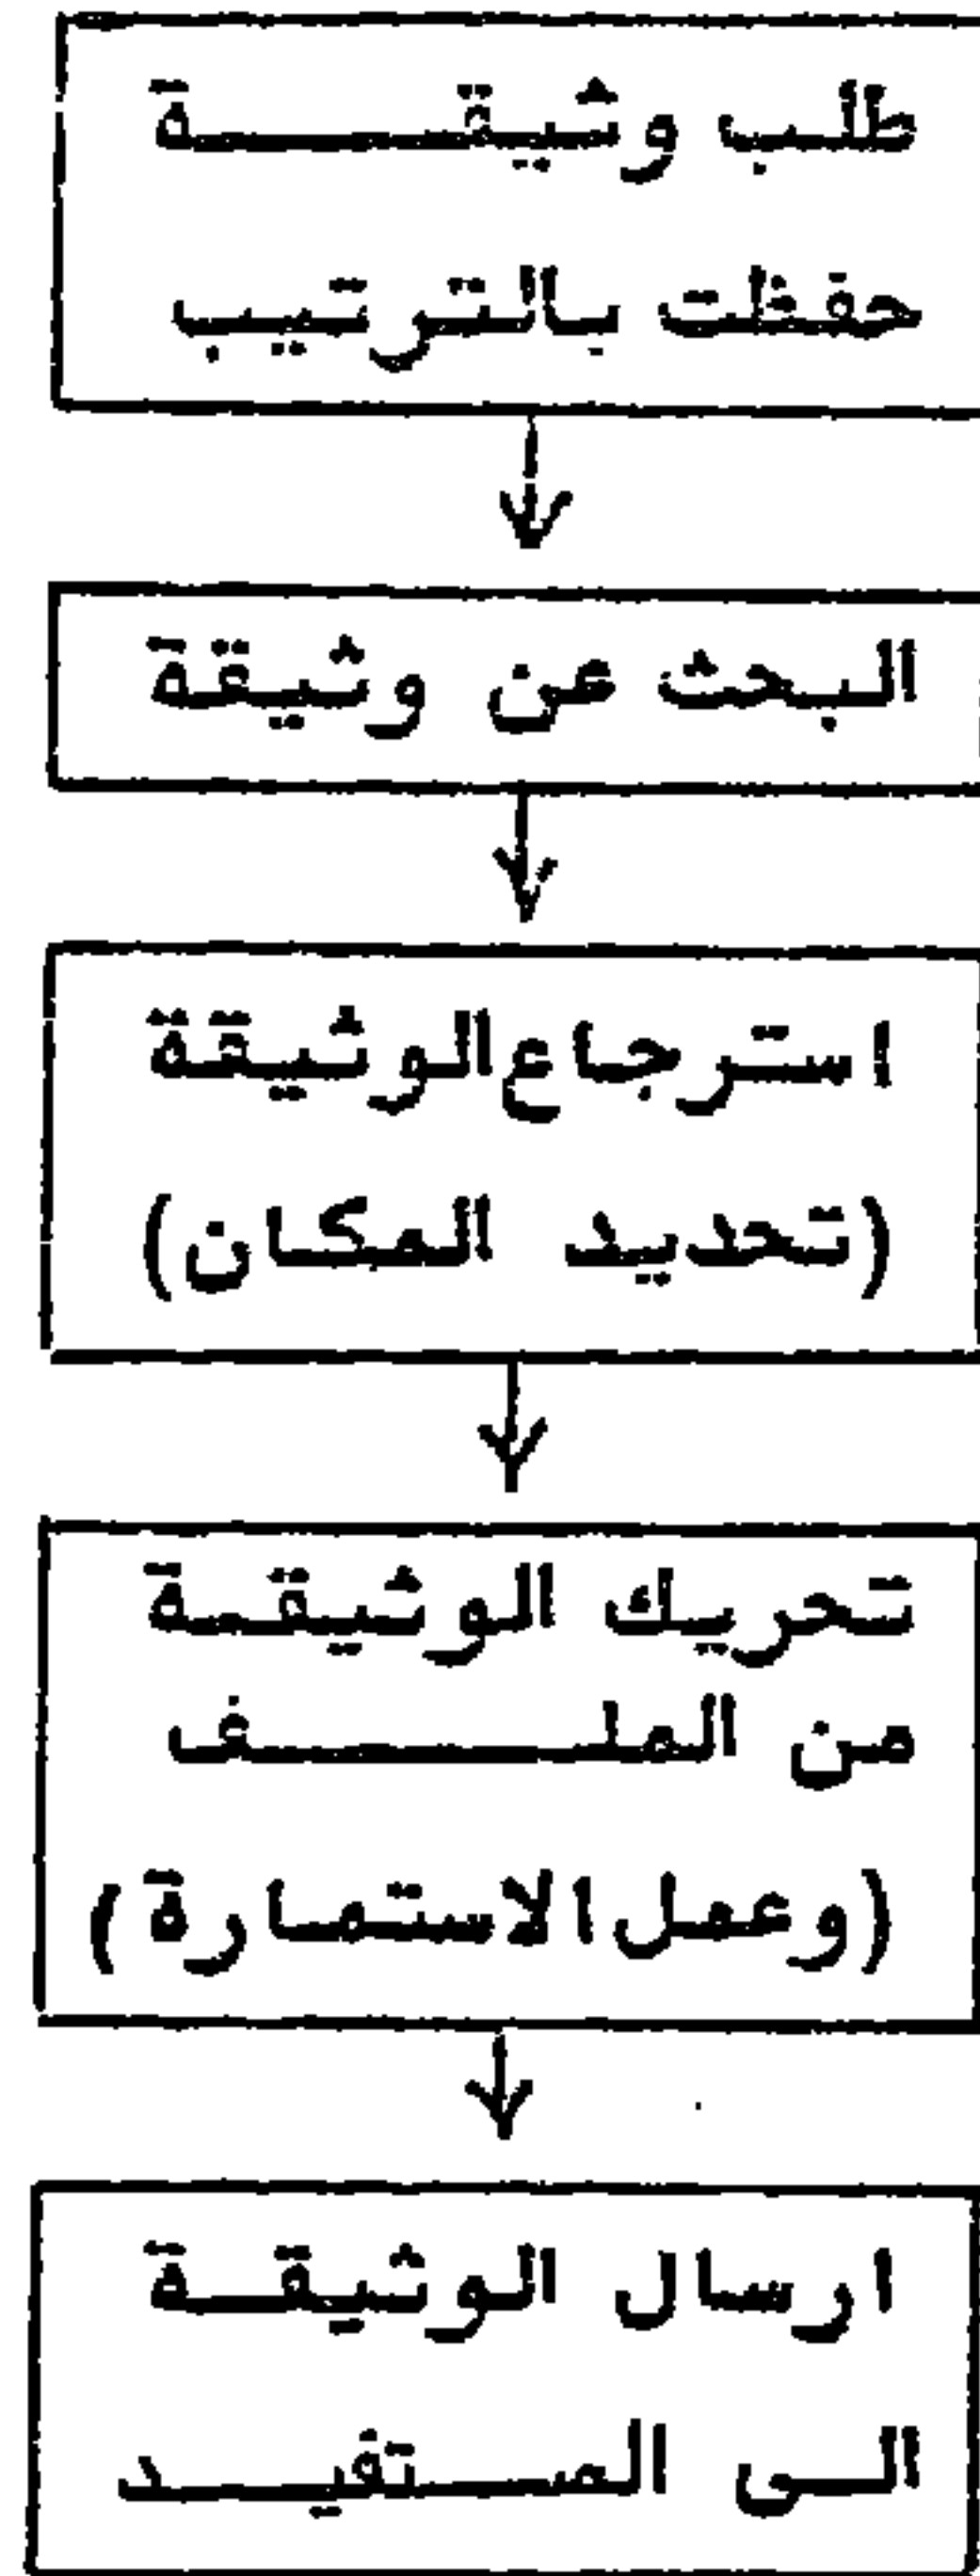 طلب وثيقة
حفظت بالترتيب
البحث عن وثيقة
استرجاع الوثيقة
(تحديد المكان)
تحريك الوثيقة
من الملف
(وعمل الاستمارة)
ارسال الوثيقة
الى المستفيد